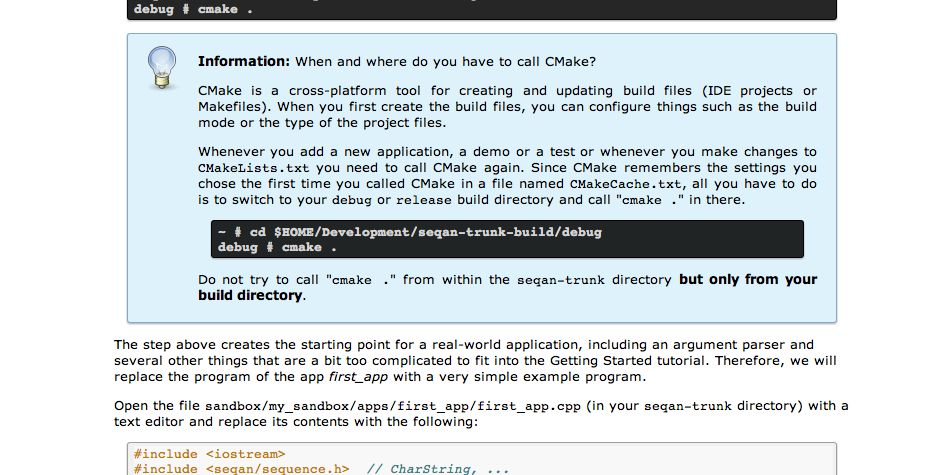 debug # cmake .
Information: When and where do you have to call CMake?
CMake is a cross-platform tool for creating and updating build files (IDE projects or
Makefiles). When you first create the build files, you can configure things such as the build
mode or the type of the project files.
Whenever you add a new application, a demo or a test or whenever you make changes to
CMakeLists.txt you need to call CMake again. Since CMake remembers the settings you
chose the first time you called CMake in a file named CMakeCache.txt, all you have to do
is to switch to your debug or release build directory and call "cmake ." in there.
~ # cd $HOME/Development/seqan-trunk-build/debug
debug # cmake .
Do not try to call "cmake ." from within the seqan-trunk directory but only from your
build directory.
The step above creates the starting point for a real-world application, including an argument parser and
several other things that are a bit too complicated to fit into the Getting Started tutorial. Therefore, we will
replace the program of the app first_app with a very simple example program.
Open the file sandbox/my_sandbox/apps/first_app/first_app.cpp (in your seqan-trunk directory) with a
text editor and replace its contents with the following:
#include <iostream>
#include <seqan/sequence.h>  // CharString, ...